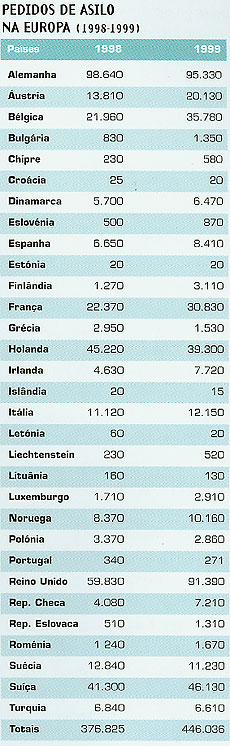 PEDIDOS DE ASILO
NA EUROPA (1998-1999)
Países 1998 1999
Alemanha 98.640 95.330
Áustria 13.810 20.130
Bélgica 21.960 35.780
Bulgária 830 1.350
Chipre 230 580
Croácia 25 20
Dinamarca 5.700 6.470
Eslovénia 500 870
Espanha 6.650 8.410
Estónia 20 20
Finlândia 1.270 3.110
França 22.370 30.830
Grécia 2.950 1.530
Holanda 45.220 39.300
Irlanda 4.630 7.720
Islândia 20 15
Itália 11.120 12.150
Letónia 60 20
Liechtenstein 230 520
Lituânia 160 130
Luxemburgo 1.710 2.910
Noruega 8.370 10.160
Polónia 3.370 2.860
Portugal 340 271
Reino Unido 59.830 91.390
Rep. Checa 4.080 7.210
Rep. Eslovaca 510 1.310
Roménia 1 240 1.670
Suécia 12.840 11.230
Suíça 41.300 46.130
Turquia 6.840 6.610
Totais 376.825 446.036